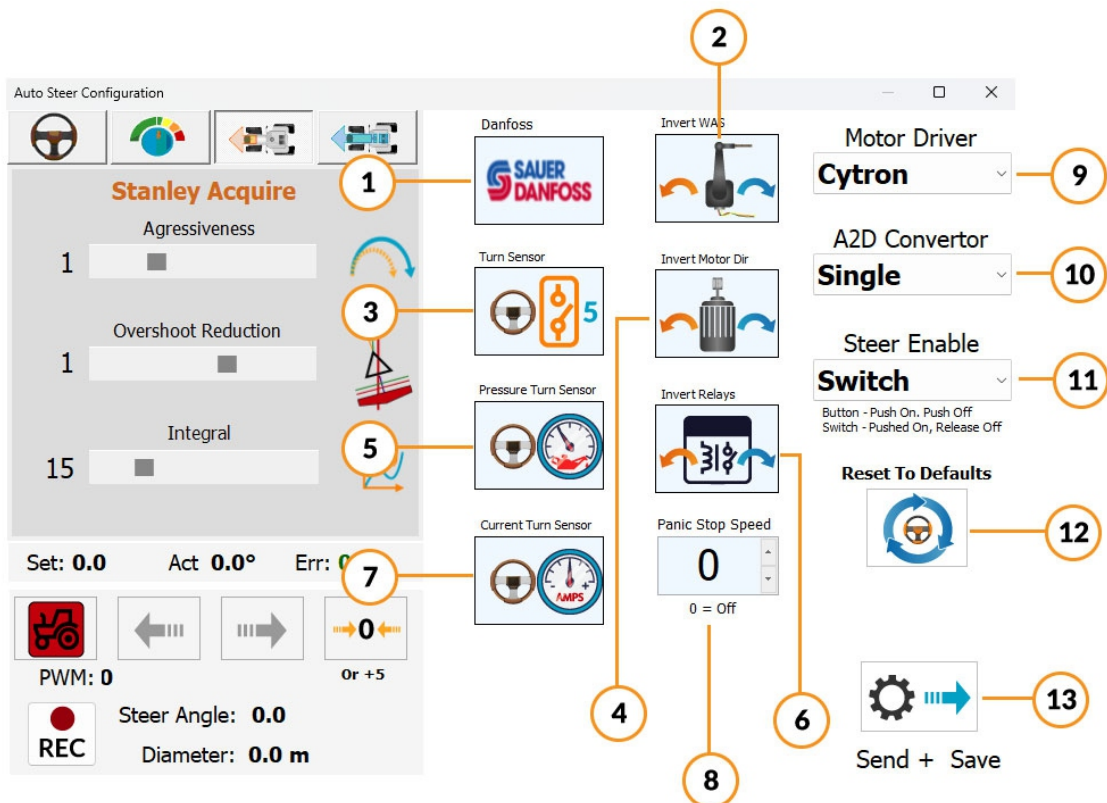 2
Auto Steer Configuration
Danfoss
Invert WAS
Motor Driver
SAUER
DANFOSS
Cytron
1
9
Stanley Acquire
Agressiveness
1
A2D Convertor
Single
10
Turn Sensor
5
Invert Motor Dir
3
Overshoot Reduction
1
Steer Enable
Switch
11
Button - Push On. Push Off
Switch - Pushed On, Release Off
Pressure Turn Sensor
Invert Relays
Integral
15
5
Reset To Defaults
12
Current Turn Sensor
AMPS
Panic Stop Speed
0
0 = Off
Set: 0.0
Act 0.0°
Err:
7
0
Or +5
PWM: 0
REC
Steer Angle: 0.0
Diameter: 0.0 m
4
6
8
13
Send + Save